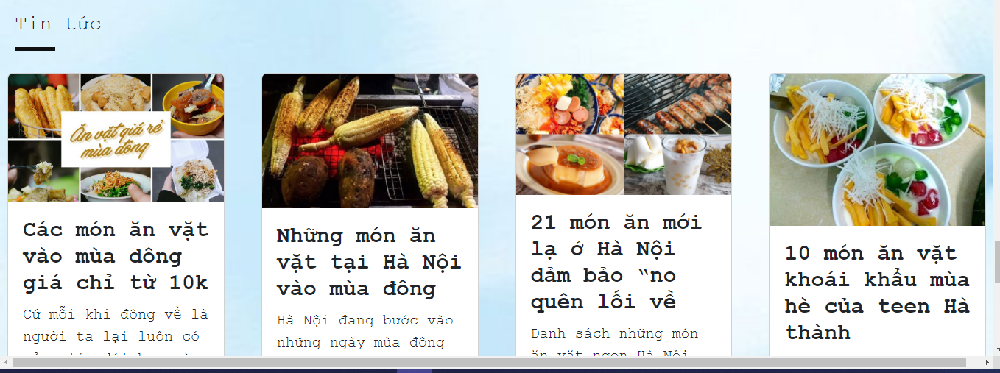 Tin tức
Ăn vặt giá rẻ
mùa đông
Các món ăn vặt
vào mùa đông
giá chỉ từ 10k
Cứ mỗi khi đông về là
người ta lại luôn có
Những món ăn
vặt tại Hà Nội
vào mùa đông
Hà Nội đang bước vào
những ngày mùa đông
21 món ăn mới
lạ ở Hà Nội
đảm bảo “no
quên lối về
Danh sách những món
ăn vặt ngon Hà Nội
10 món ăn vặt
khoái khẩu mùa
hè của teen Hà
thành